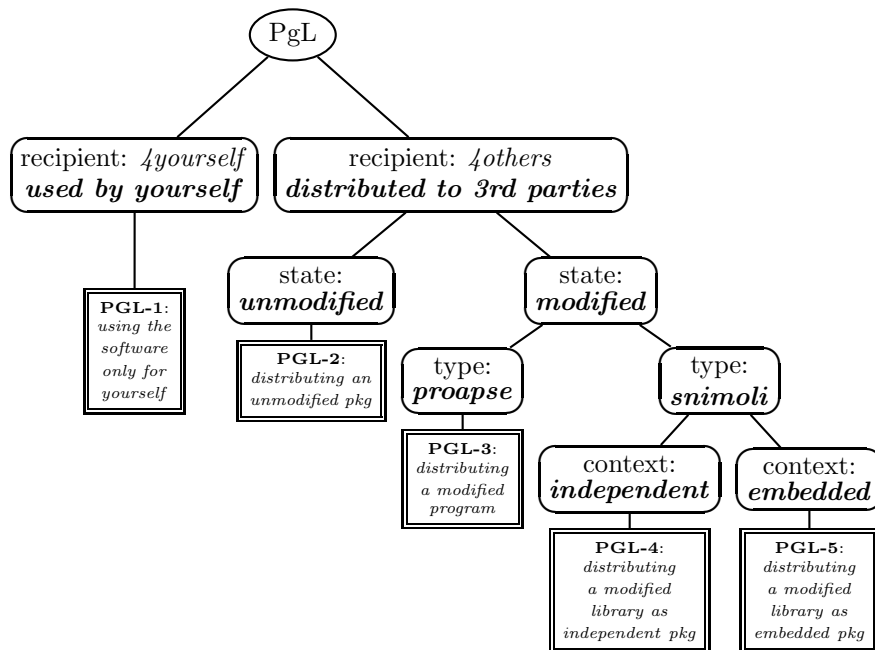 PgL
recipient: 4yourself
used by yourself
recipient: 4others
distributed to 3rd parties
state:
unmodified
state:
modified
PGL-1:
using the
software
only for
yourself
PGL-2:
distributing an
unmodified pkg
type:
proapse
type:
snimoli
PGL-3:
distributing
a modified
program
context:
independent
context:
embedded
PGL-4:
distributing
a modified
library as
independent pkg
PGL-5:
distributing
a modified
library as
embedded pkg